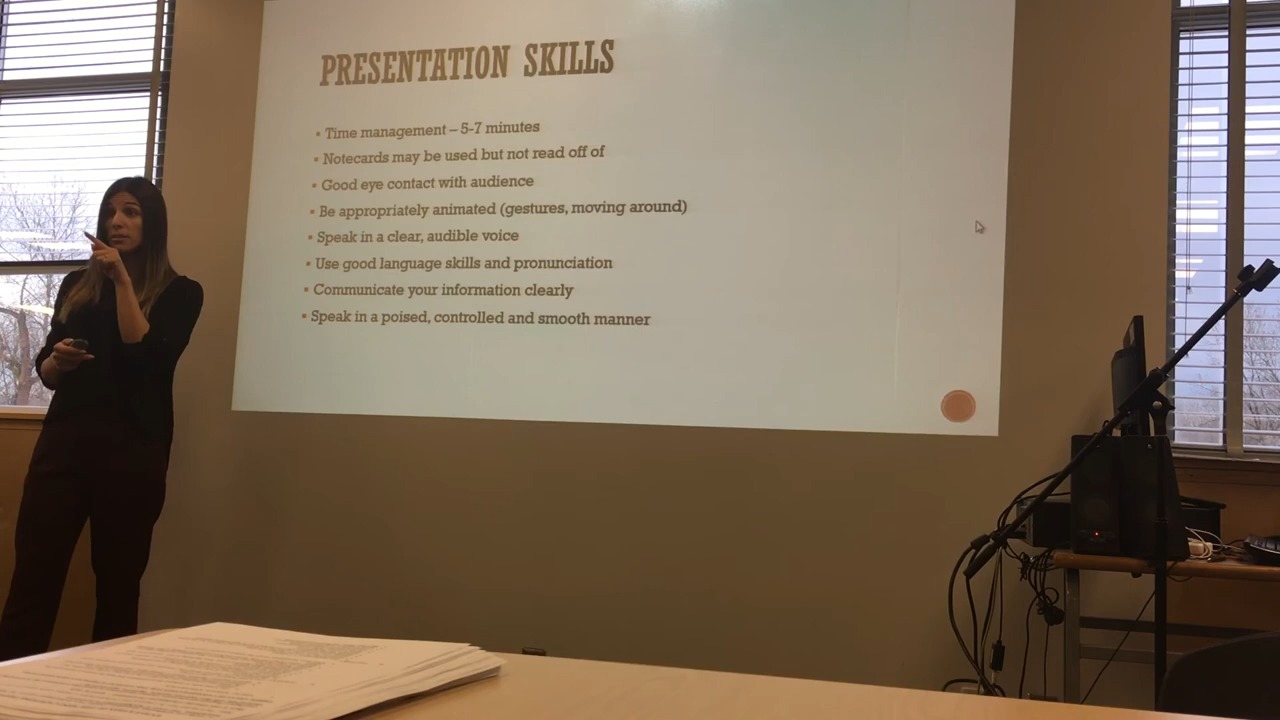 PRESENTATION SKILLS
▪ Time management – 5-7 minutes
▪ Notecards may be used but not read off of
▪ Good eye contact with audience
▪ Be appropriately animated (gestures, moving around)
▪ Speak in a clear, audible voice
▪ Use good language skills and pronunciation
▪ Communicate your information clearly
▪ Speak in a poised, controlled and smooth manner